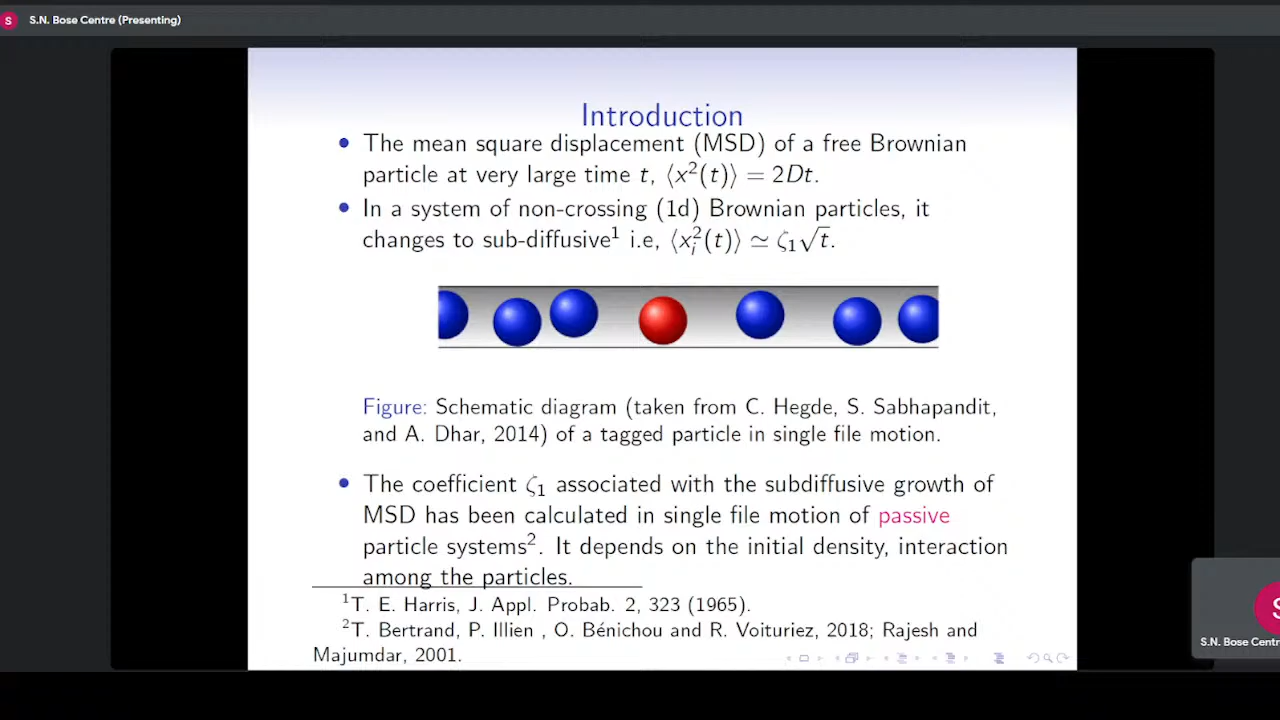 S
S.N. Bose Centre (Presenting)
Introduction
• The mean square displacement (MSD) of a free Brownian
particle at very large time t, ⟨x²(t)⟩ = 2Dt.
• In a system of non-crossing (1d) Brownian particles, it
changes to sub-diffusive¹ i.e, ⟨xᵢ²(t)⟩ ≃ ζ₁√t.
Figure: Schematic diagram (taken from C. Hegde, S. Sabhapandit,
and A. Dhar, 2014) of a tagged particle in single file motion.
• The coefficient ζ₁ associated with the subdiffusive growth of
MSD has been calculated in single file motion of passive
particle systems². It depends on the initial density, interaction
among the particles.
¹T. E. Harris, J. Appl. Probab. 2, 323 (1965).
²T. Bertrand, P. Illien , O. Bénichou and R. Voituriez, 2018; Rajesh and
Majumdar, 2001.
S
S.N. Bose Centr